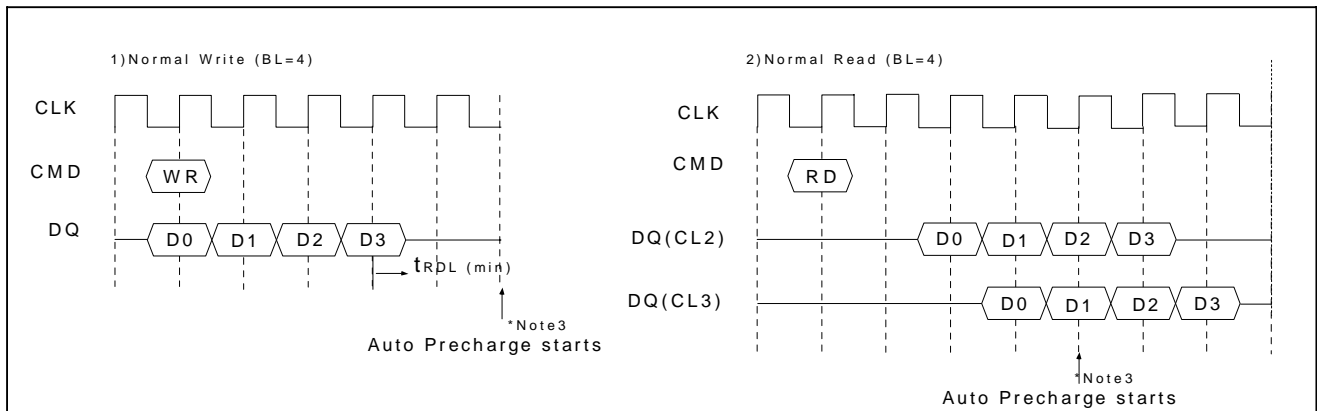 1)Normal Write (BL=4)
CLK
CMD
WR
DQ
D0 D1 D2 D3
tRDL (min)
*Note3
Auto Precharge starts
2)Normal Read (BL=4)
CLK
CMD
RD
DQ(CL2)
D0 D1 D2 D3
DQ(CL3)
D0 D1 D2 D3
*Note3
Auto Precharge starts